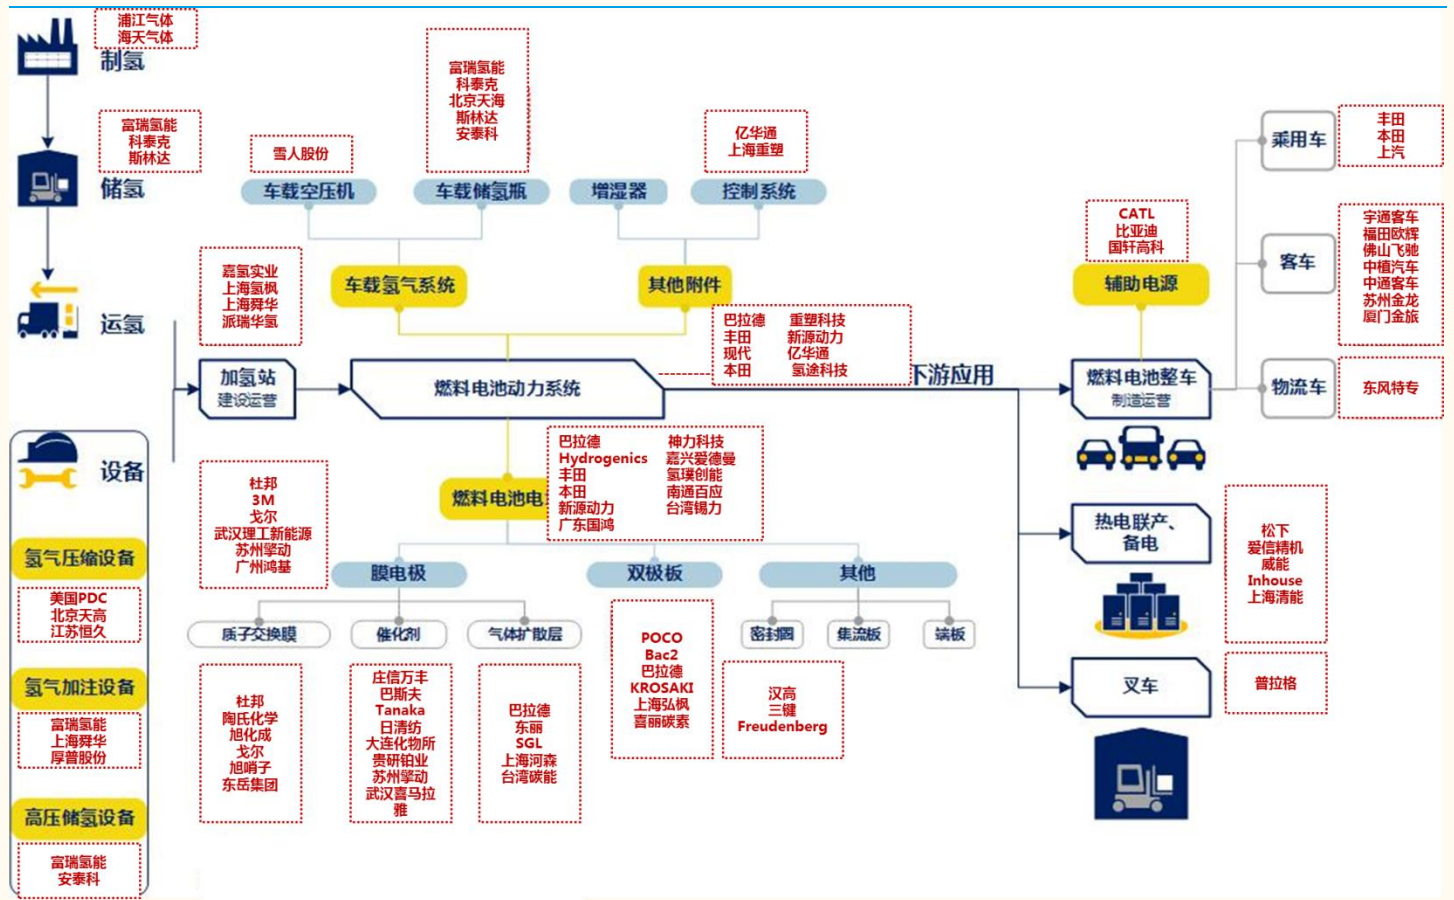 浦江气体
海天气体
制氢
富瑞氢能
科泰克
斯林达
储氢
运氢
设备
氢气压缩设备
美国PDC
北京天高
江苏恒久
氢气加注设备
富瑞氢能
上海舜华
厚普股份
高压储氢设备
富瑞氢能
安泰科
嘉氢实业
上海氢枫
上海舜华
派瑞华氢
加氢站
建设运营
雪人股份
车载空压机
富瑞氢能
科泰克
北京天海
斯林达
安泰科
车载储氢瓶
增湿器
亿华通
上海重塑
控制系统
车载氢气系统
其他附件
燃料电池动力系统
巴拉德 重塑科技
丰田 新源动力
现代 亿华通
本田 氢途科技
下游应用
燃料电池电
巴拉德 神力科技
Hydrogenics 嘉兴爱德曼
丰田 氢璞创能
本田 南通百应
新源动力 台湾锡力
广东国鸿
杜邦
3M
戈尔
武汉理工新能源
苏州擎动
广州鸿基
膜电极
双极板
其他
质子交换膜
催化剂
气体扩散层
密封圈
集流板
端板
杜邦
陶氏化学
旭化成
戈尔
旭哨子
东岳集团
庄信万丰
巴斯夫
Tanaka
日清纺
大连化物所
贵研铂业
苏州擎动
武汉喜马拉
雅
巴拉德
东丽
SGL
上海河森
台湾碳能
POCO
Bac2
巴拉德
KROSAKI
上海弘枫
喜丽碳素
汉高
三键
Freudenberg
CATL
比亚迪
国轩高科
辅助电源
燃料电池整车
制造运营
乘用车
丰田
本田
上汽
客车
宇通客车
福田欧辉
佛山飞驰
中植汽车
中通客车
苏州金龙
厦门金旅
物流车
东风特专
热电联产、
备电
松下
爱信精机
威能
Inhouse
上海清能
叉车
普拉格